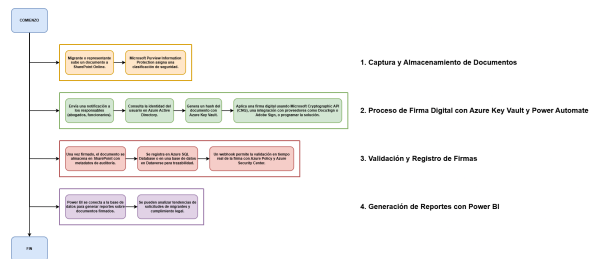 COMIENZO
Migrante o representante
sube un documento a
SharePoint Online.
Microsoft Purview Information
Protection asigna una
clasificación de seguridad.
1. Captura y Almacenamiento de Documentos
Envía una notificación a
los responsables
(abogados, funcionarios).
Consulta la identidad del
usuario en Azure Active
Directory.
Genera un hash del
documento con
Azure Key Vault.
Aplica una firma digital usando Microsoft Cryptographic API
(CNG), una integración con proveedores como DocuSign o
Adobe Sign, o programar la solución.
2. Proceso de Firma Digital con Azure Key Vault y Power Automate
Una vez firmado, el documento se
almacena en SharePoint con
metadatos de auditoría.
Se registra en Azure SQL
Database o en una base de datos
en Dataverse para trazabilidad.
Un webhook permite la validación en tiempo
real de la firma con Azure Policy y Azure
Security Center.
3. Validación y Registro de Firmas
Power BI se conecta a la base de
datos para generar reportes sobre
documentos firmados.
Se pueden analizar tendencias de
solicitudes de migrantes y
cumplimiento legal.
4. Generación de Reportes con Power BI
FIN